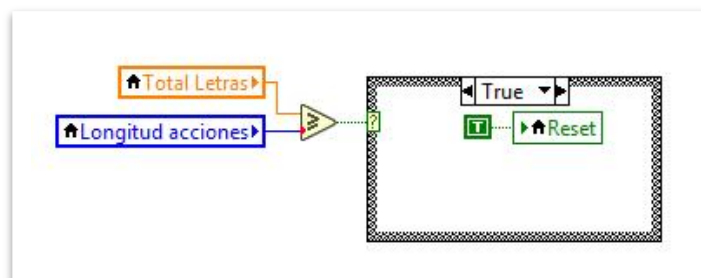 Total Letras
True
Longitud acciones
≥
?
T
Reset